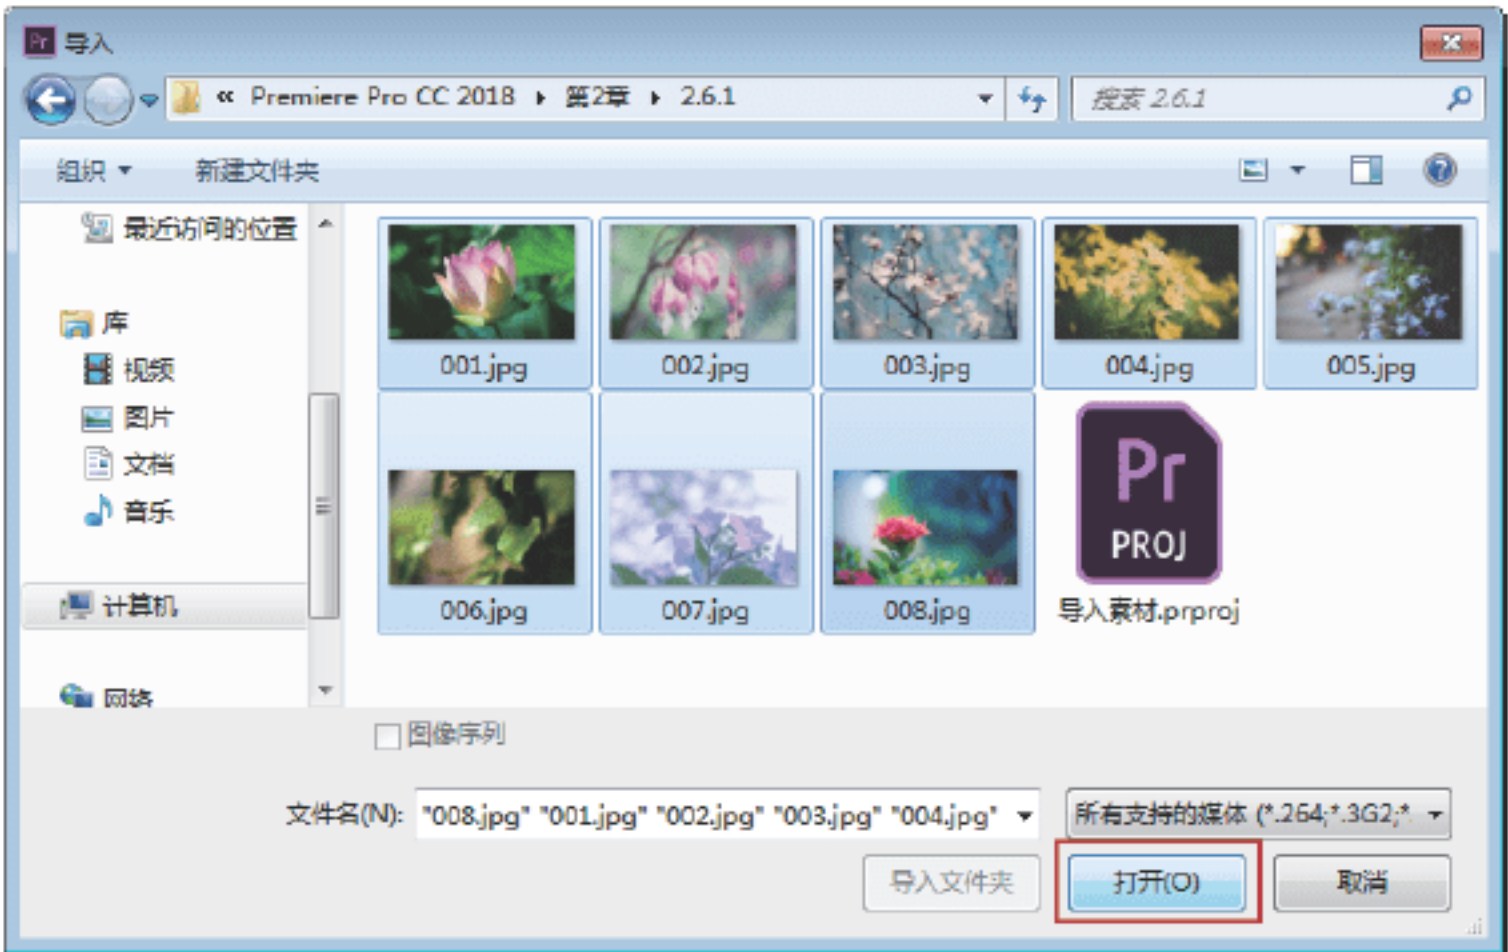 Pr 导入
« Premiere Pro CC 2018 第2章 2.6.1 搜索 2.6.1
组织 新建文件夹
最近访问的位置
库
视频
图片
文档
音乐
计算机
网络
001.jpg 002.jpg 003.jpg 004.jpg 005.jpg
Pr
PROJ
006.jpg 007.jpg 008.jpg 导入素材.prproj
图像序列
文件名(N): "008.jpg" "001.jpg" "002.jpg" "003.jpg" "004.jpg" 所有支持的媒体 (*.264;*.3G2;*.
导入文件夹 打开(O) 取消